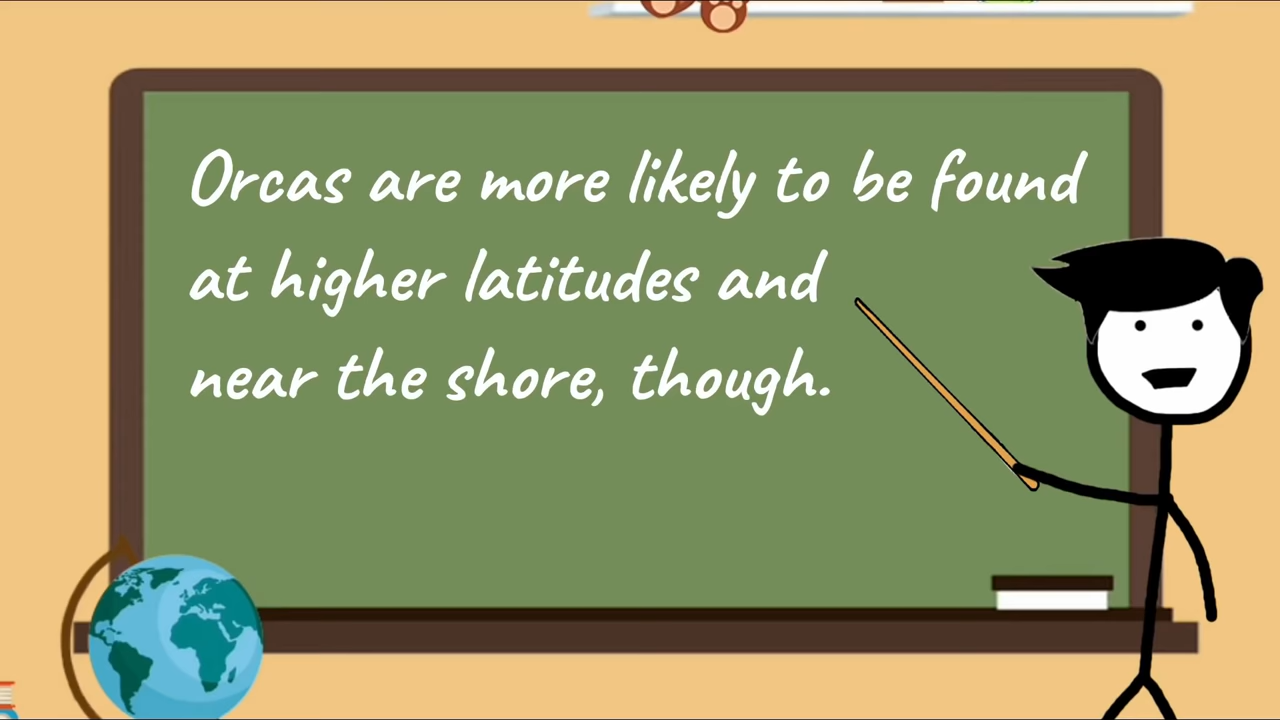 Orcas are more likely to be found
at higher latitudes and
near the shore, though.